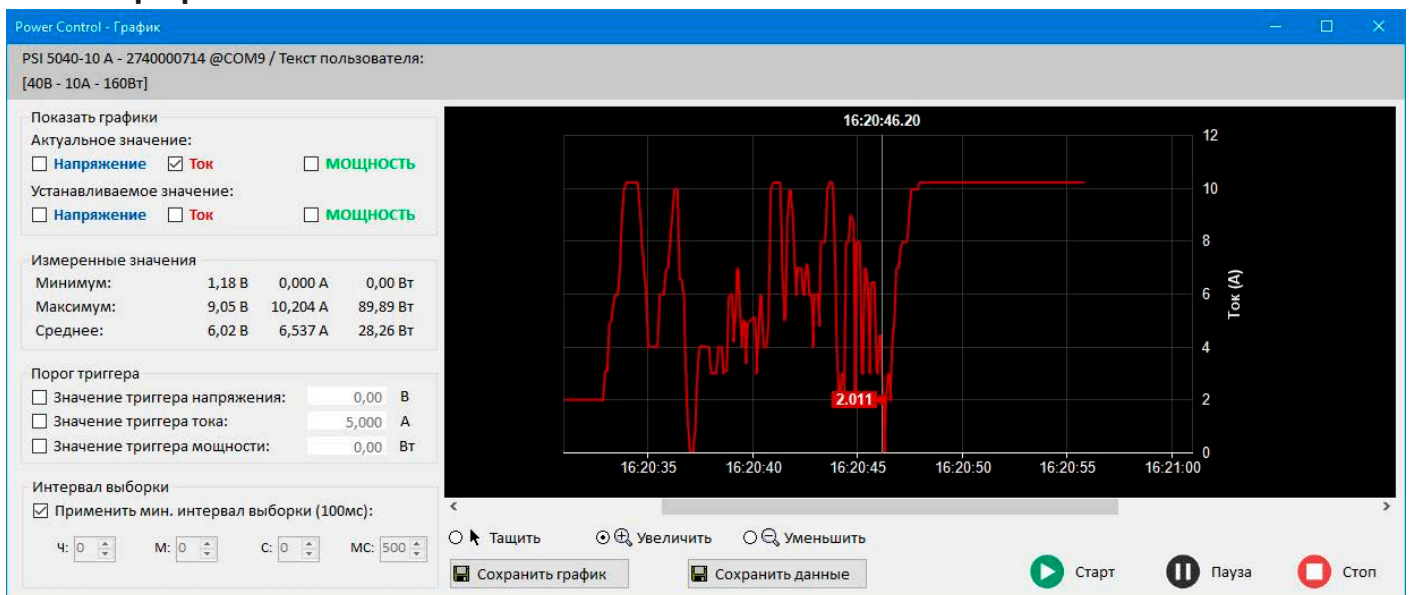 Power Control - График
PSI 5040-10 A - 2740000714 @COM9 / Текст пользователя:
[40В - 10А - 160Вт]
Показать графики
Актуальное значение:
Напряжение Ток МОЩНОСТЬ
Устанавливаемое значение:
Напряжение Ток МОЩНОСТЬ
Измеренные значения
Минимум: 1,18 В 0,000 А 0,00 Вт
Максимум: 9,05 В 10,204 А 89,89 Вт
Среднее: 6,02 В 6,537 А 28,26 Вт
Порог триггера
Значение триггера напряжения: 0,00 В
Значение триггера тока: 5,000 А
Значение триггера мощности: 0,00 Вт
Интервал выборки
Применить мин. интервал выборки (100мс):
Ч: 0 М: 0 С: 0 МС: 500
16:20:46.20
12
10
8
6
4
2
0
Ток (А)
2.011
16:20:35 16:20:40 16:20:45 16:20:50 16:20:55 16:21:00
Тащить Увеличить Уменьшить
Сохранить график Сохранить данные Старт Пауза Стоп